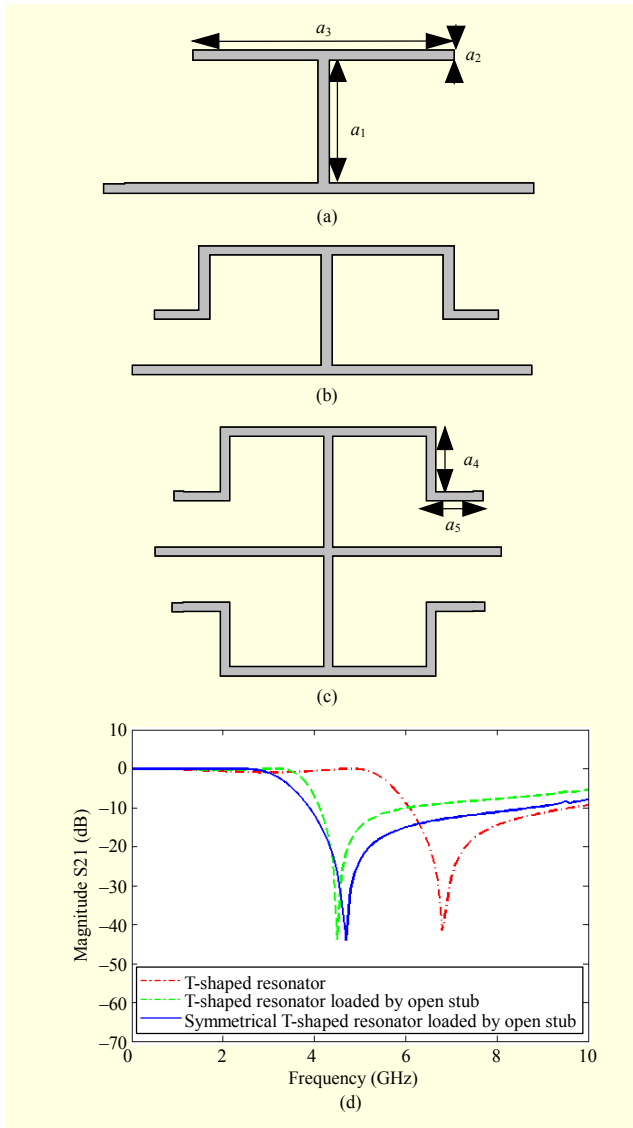 a3
a2
a1
(a)
(b)
a4
a5
(c)
10
0
−10
−20
−30
−40
−50
−60
−70
Magnitude S21 (dB)
T-shaped resonator
T-shaped resonator loaded by open stub
Symmetrical T-shaped resonator loaded by open stub
0 2 4 6 8 10
Frequency (GHz)
(d)